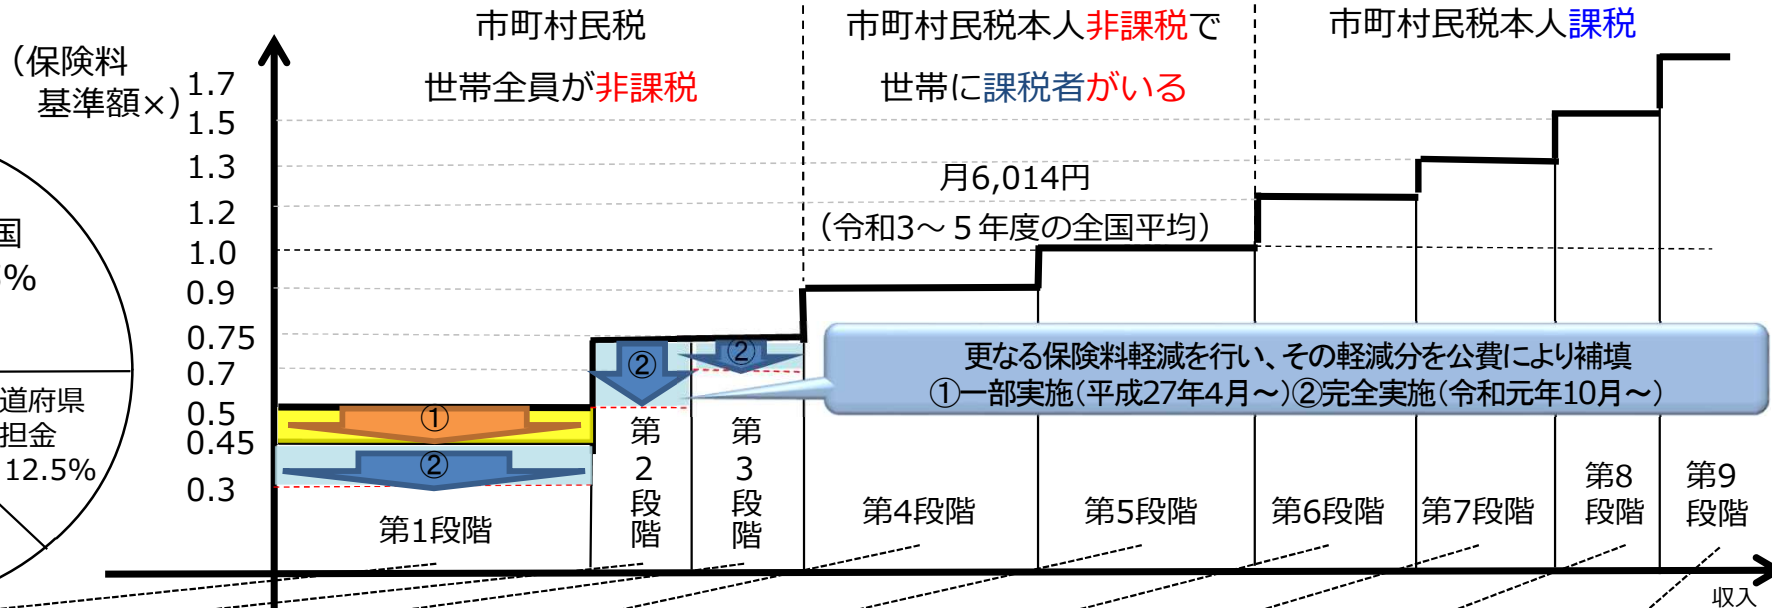 市町村民税
世帯全員が非課税
市町村民税本人非課税で
世帯に課税者がいる
市町村民税本人課税
(保険料
基準額×)
1.7
1.5
1.3
1.2
1.0
0.9
0.75
0.7
0.5
0.45
0.3
月6,014円
(令和3～5年度の全国平均)
更なる保険料軽減を行い、その軽減分を公費により補填
①一部実施(平成27年4月～)②完全実施(令和元年10月～)
①
②
②
②
第1段階
第2段階
第3段階
第4段階
第5段階
第6段階
第7段階
第8
段階
第9
段階
収入
国
%
道府県
担金
12.5%